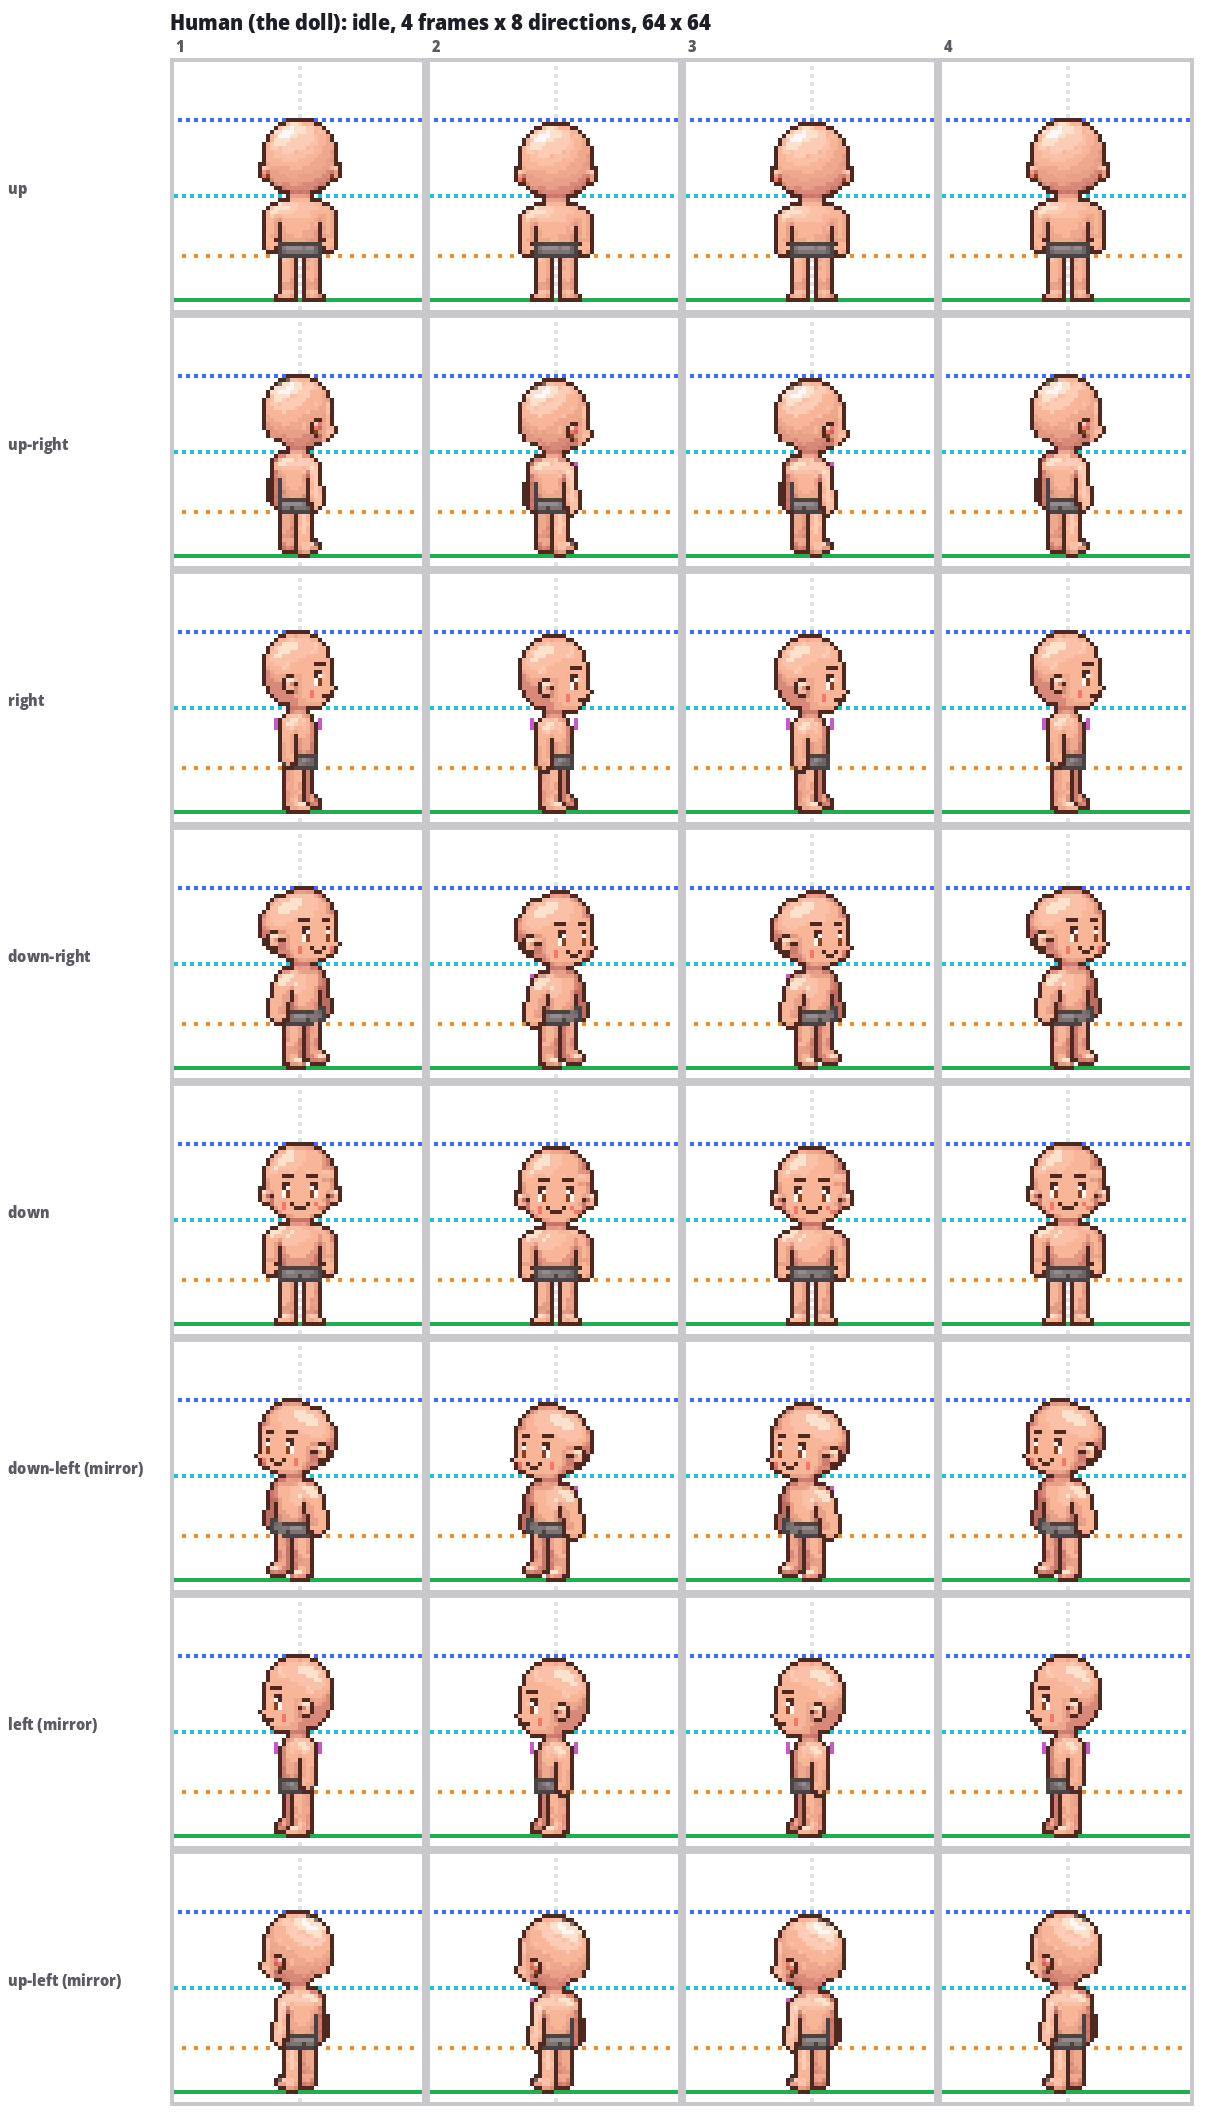 Human (the doll): idle, 4 frames x 8 directions, 64 x 64
1 2 3 4
up
up-right
right
down-right
down
down-left (mirror)
left (mirror)
up-left (mirror)